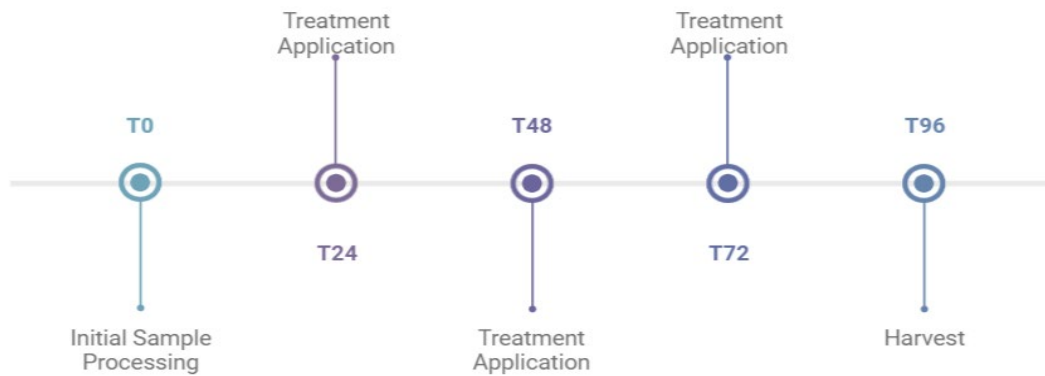 Treatment
Application
Treatment
Application
T0
T48
T96
T24
T72
Initial Sample
Processing
Treatment
Application
Harvest